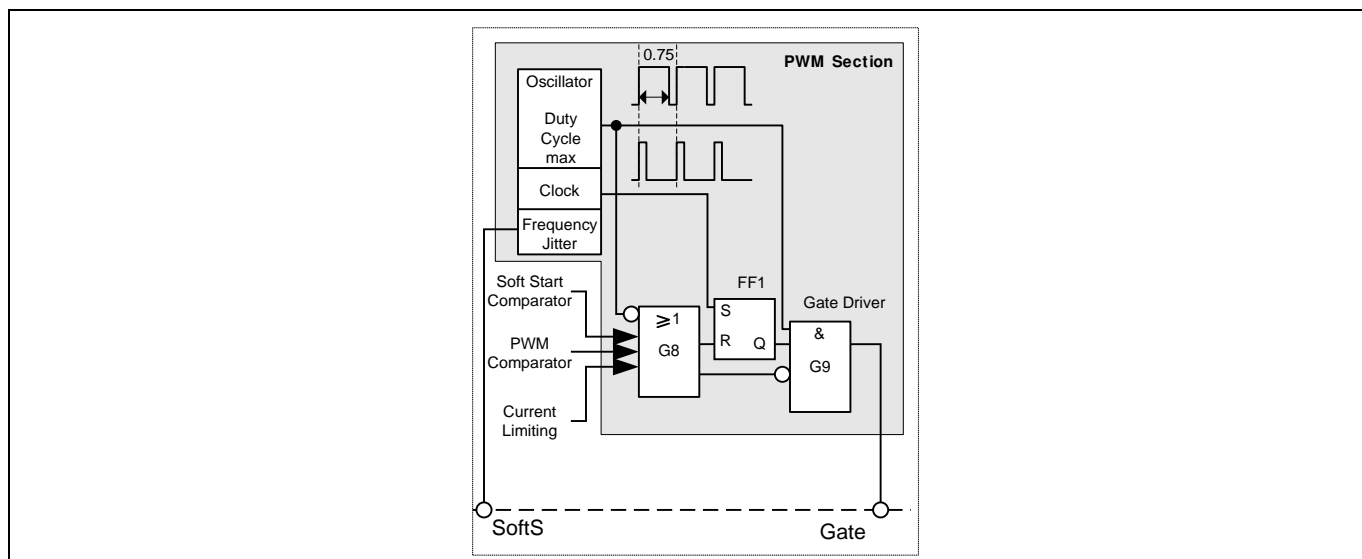 0.75
PWM Section
Oscillator
Duty
Cycle
max
Clock
Frequency
Jitter
Soft Start
Comparator
PWM
Comparator
Current
Limiting
⩾1
G8
FF1
S
R
Q
Gate Driver
&
G9
SoftS
Gate